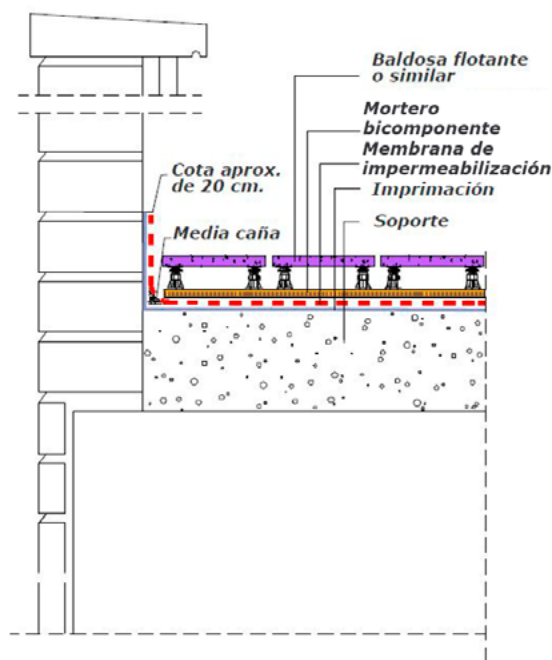 Baldosa flotante
o similar
Mortero
bicomponente
Membrana de
impermeabilización
Imprimación
Soporte
Cota aprox.
de 20 cm.
Media caña